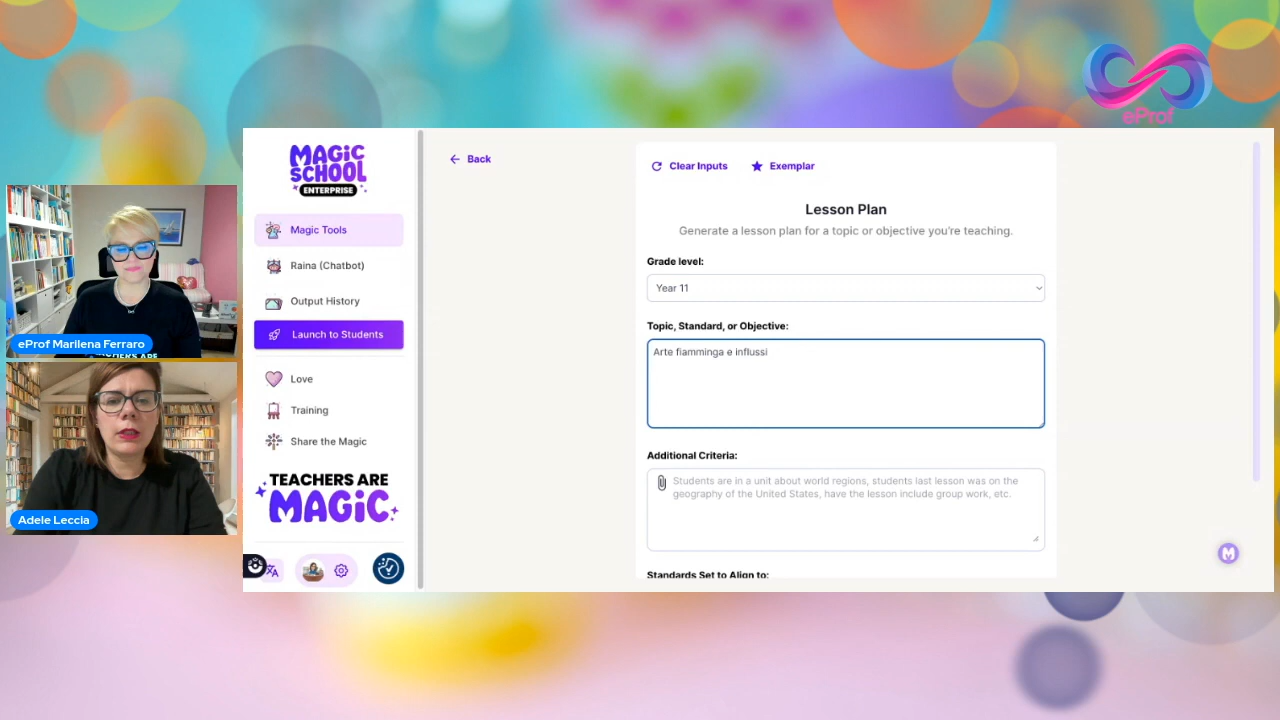 eProf
MAGIC
SCHOOL
ENTERPRISE
Magic Tools
Raina (Chatbot)
Output History
Launch to Students
Love
Training
Share the Magic
TEACHERS ARE
MAGIC
Back
Clear Inputs
Exemplar
Lesson Plan
Generate a lesson plan for a topic or objective you're teaching.
Grade level:
Year 11
Topic, Standard, or Objective:
Arte fiamminga e influssi
Additional Criteria:
Students are in a unit about world regions, students last lesson was on the
geography of the United States, have the lesson include group work, etc.
Standards Set to Align to:
eProf Marilena Ferraro
TEACHERS ARE
Adele Leccia